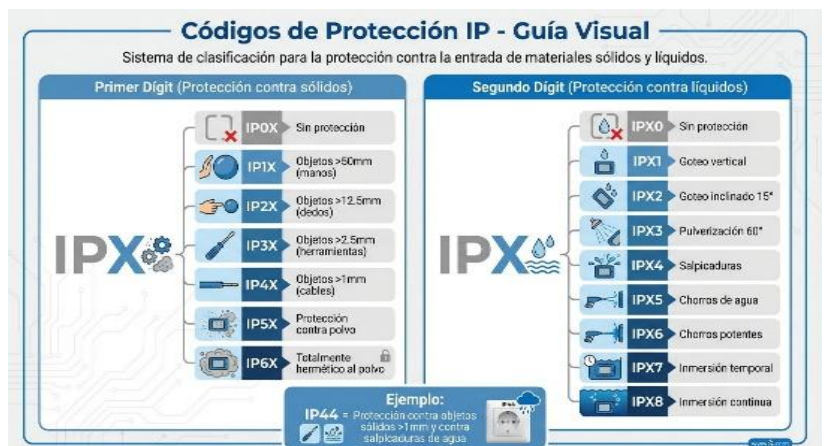 Códigos de Protección IP - Guía Visual
Sistema de clasificación para la protección contra la entrada de materiales sólidos y líquidos.
Primer Dígit (Protección contra sólidos)
IPX
IP0X Sin protección
IP1X Objetos >50mm
(manos)
IP2X Objetos >12.5mm
(dedos)
IP3X Objetos >2.5mm
(herramientas)
IP4X Objetos >1mm
(cables)
IP5X Protección
contra polvo
IP6X Totalmente
hermético al polvo
Segundo Dígit (Protección contra líquidos)
IPX
IPX0 Sin protección
IPX1 Goteo vertical
IPX2 Goteo inclinado 15°
IPX3 Pulverización 60°
IPX4 Salpicaduras
IPX5 Chorros de agua
IPX6 Chorros potentes
IPX7 Inmersión temporal
IPX8 Inmersión continua
Ejemplo:
IP44 = Protección contra objetos
sólidos >1mm y contra
salpicaduras de agua
IP44